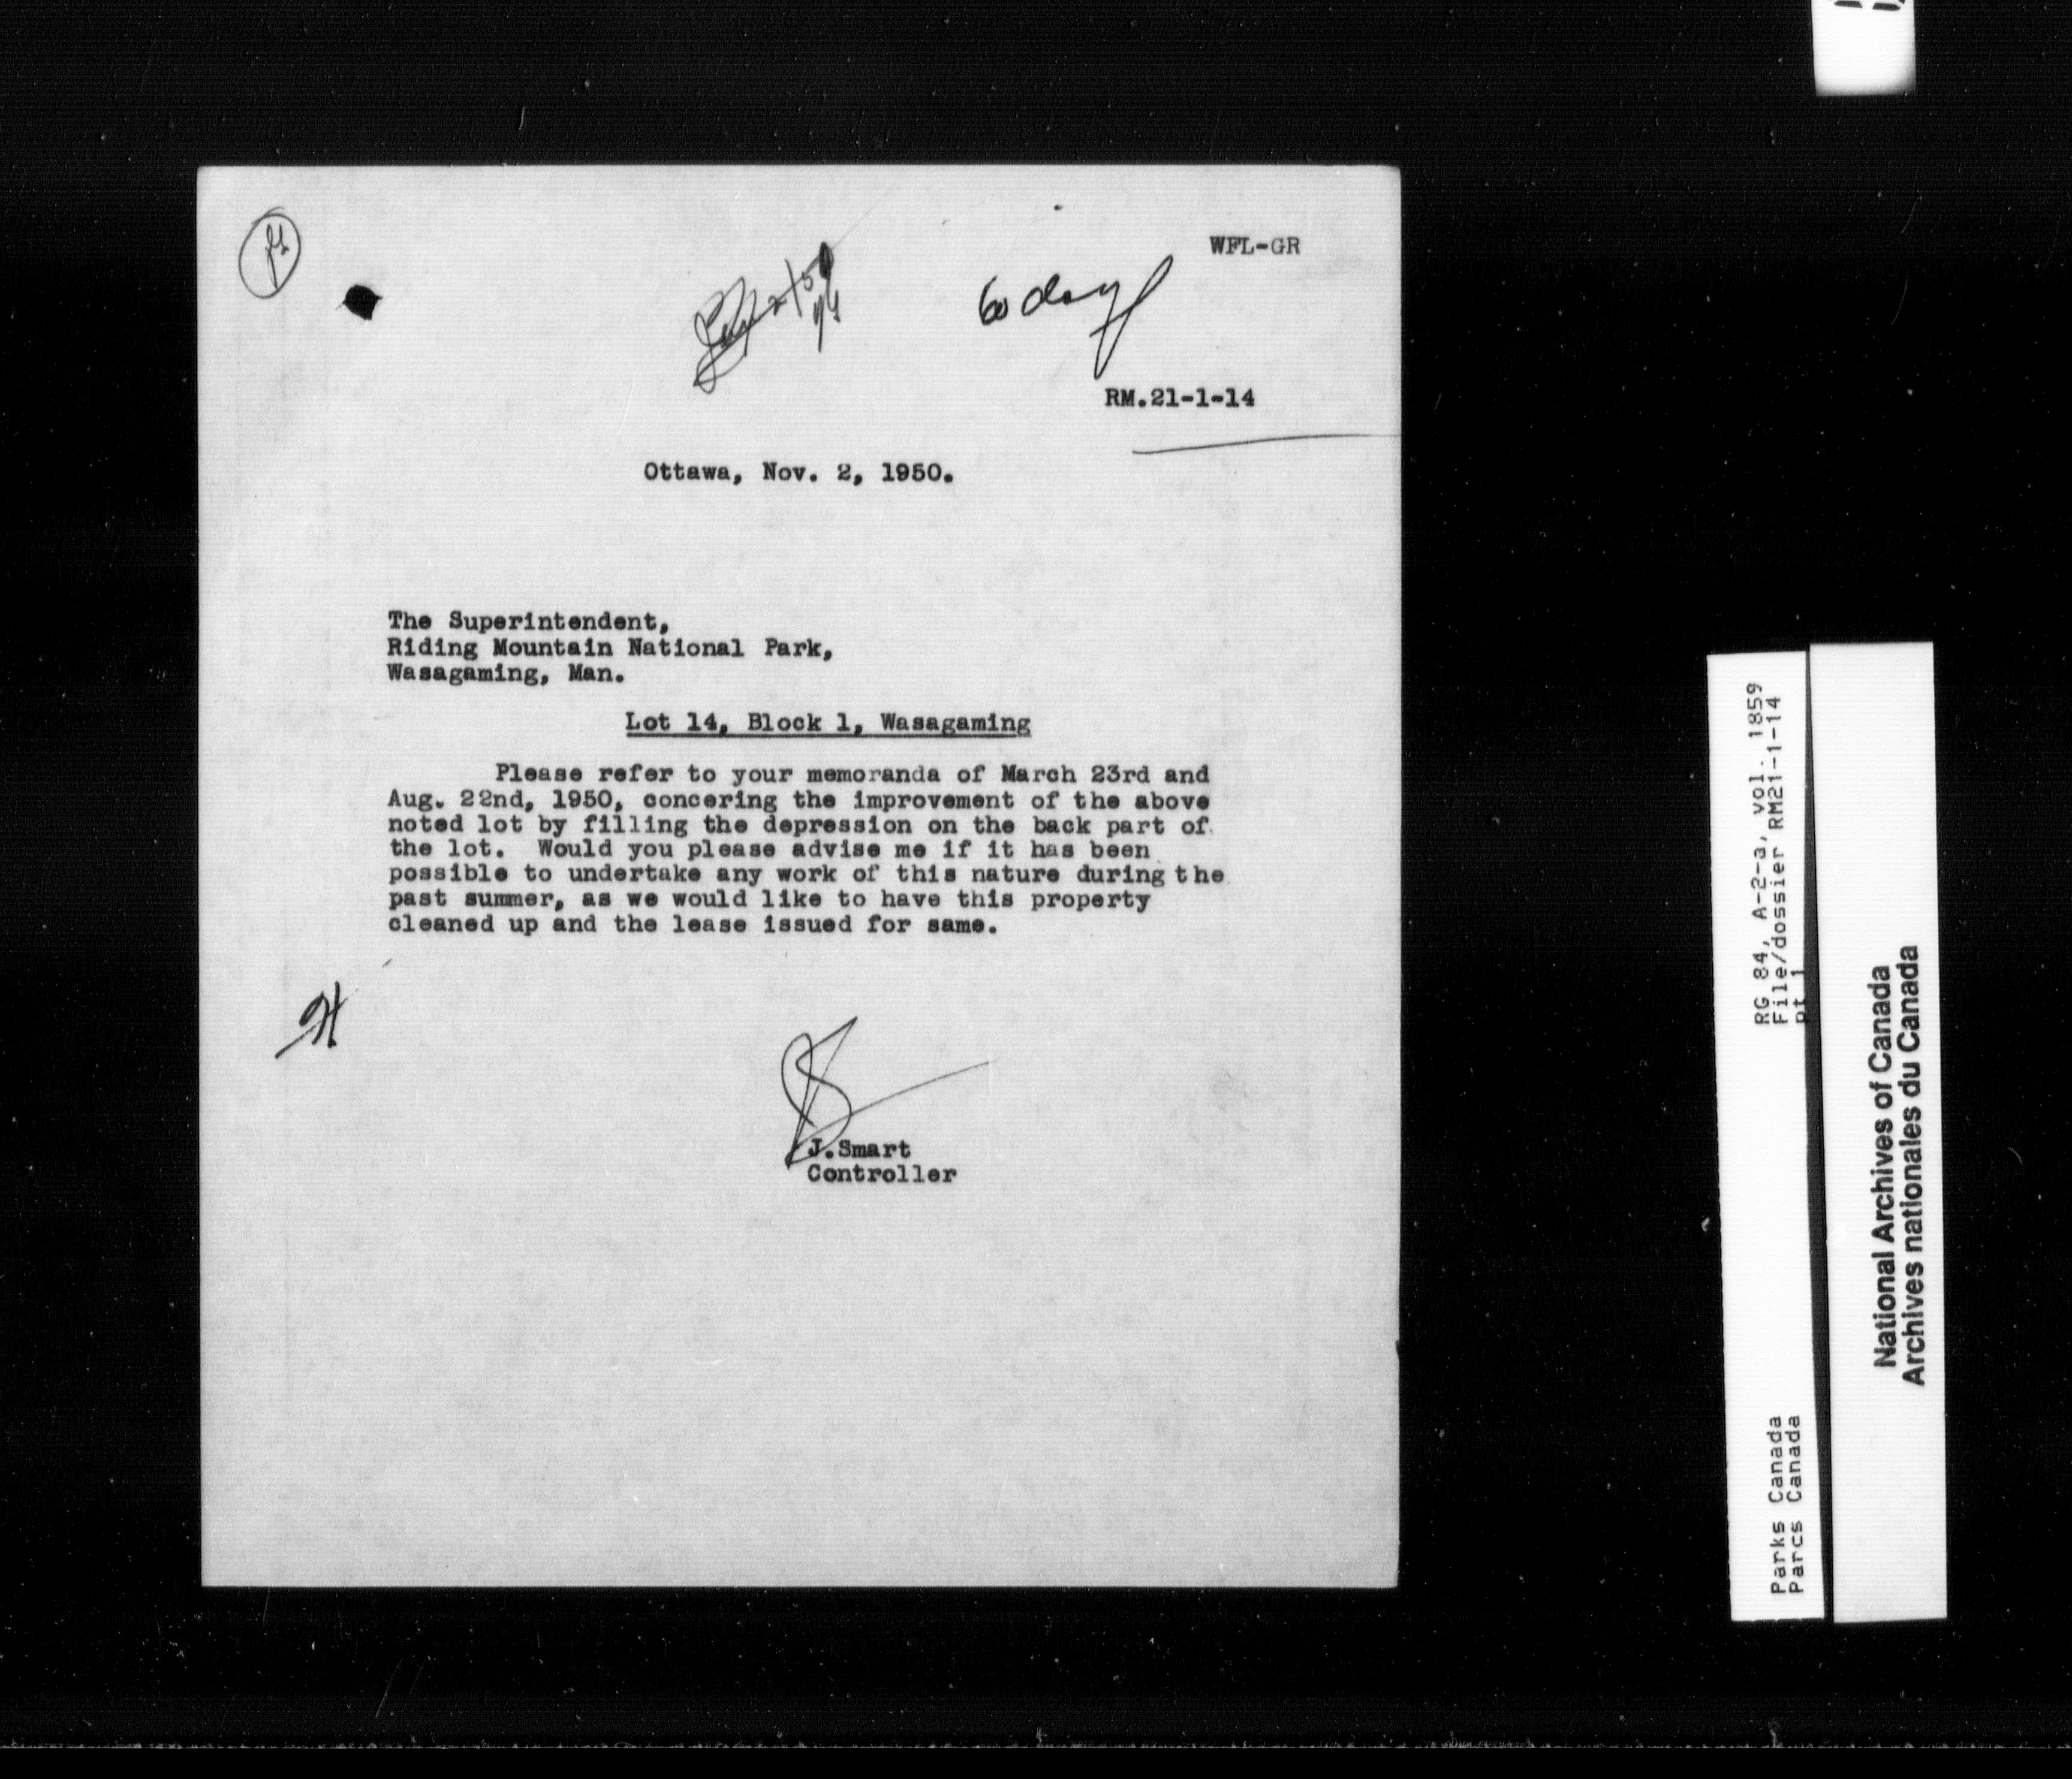 WFL-GR
60 days
RM.21-1-14
Ottawa, Nov. 2, 1950.
The Superintendent,
Riding Mountain National Park,
Wasagaming, Man.
Lot 14, Block 1, Wasagaming
Please refer to your memoranda of March 23rd and
Aug. 22nd, 1950, concering the improvement of the above
noted lot by filling the depression on the back part of
the lot. Would you please advise me if it has been
possible to undertake any work of this nature during the
past summer, as we would like to have this property
cleaned up and the lease issued for same.
J.Smart
Controller
RG 84, A-2-a, vol. 1859
File/dossier RM21-1-14
pt 1
Parks Canada
Parcs Canada
National Archives of Canada
Archives nationales du Canada